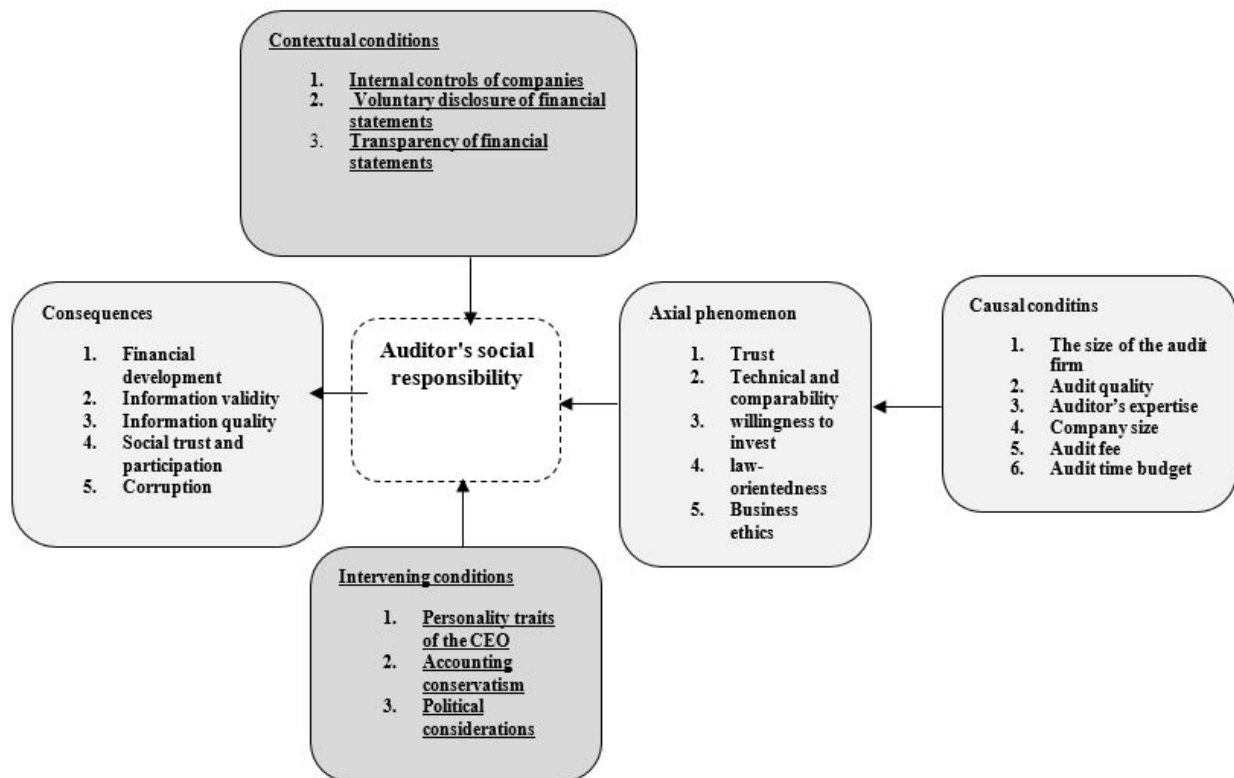 Contextual conditions
1. Internal controls of companies
2. Voluntary disclosure of financial
statements
3. Transparency of financial
statements
Consequences
1. Financial
development
2. Information validity
3. Information quality
4. Social trust and
participation
5. Corruption
Auditor's social
responsibility
Axial phenomenon
1. Trust
2. Technical and
comparability
3. willingness to
invest
4. law-
orientedness
5. Business
ethics
Causal conditins
1. The size of the audit
firm
2. Audit quality
3. Auditor’s expertise
4. Company size
5. Audit fee
6. Audit time budget
Intervening conditions
1. Personality traits
of the CEO
2. Accounting
conservatism
3. Political
considerations